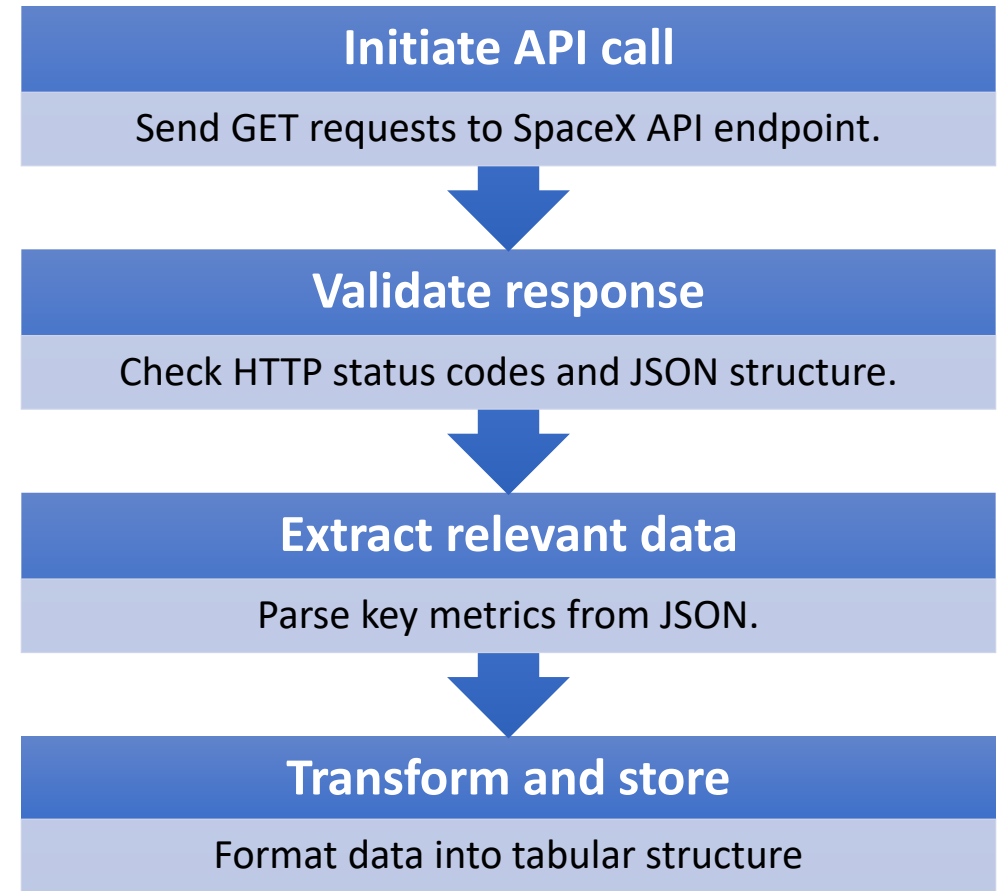 Initiate API call
Send GET requests to SpaceX API endpoint.
Validate response
Check HTTP status codes and JSON structure.
Extract relevant data
Parse key metrics from JSON.
Transform and store
Format data into tabular structure